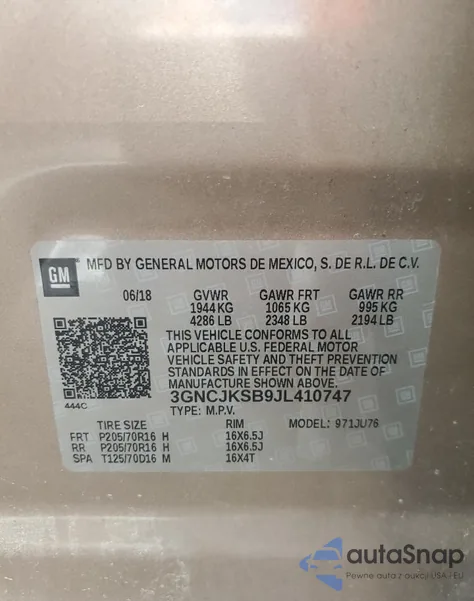 GM MFD BY GENERAL MOTORS DE MEXICO, S. DE R.L. DE C.V.
06/18 GVWR GAWR FRT GAWR RR
1944 KG 1065 KG 995 KG
4286 LB 2348 LB 2194 LB
THIS VEHICLE CONFORMS TO ALL
APPLICABLE U.S. FEDERAL MOTOR
VEHICLE SAFETY AND THEFT PREVENTION
STANDARDS IN EFFECT ON THE DATE OF
MANUFACTURE SHOWN ABOVE.
444C 3GNCJKSB9JL410747
TYPE: M.P.V.
TIRE SIZE RIM MODEL: 971JU76
FRT P205/70R16 H 16X6.5J
RR P205/70R16 H 16X6.5J
SPA T125/70D16 M 16X4T
autoSnap
Pewne auta z aukcji USA - EU